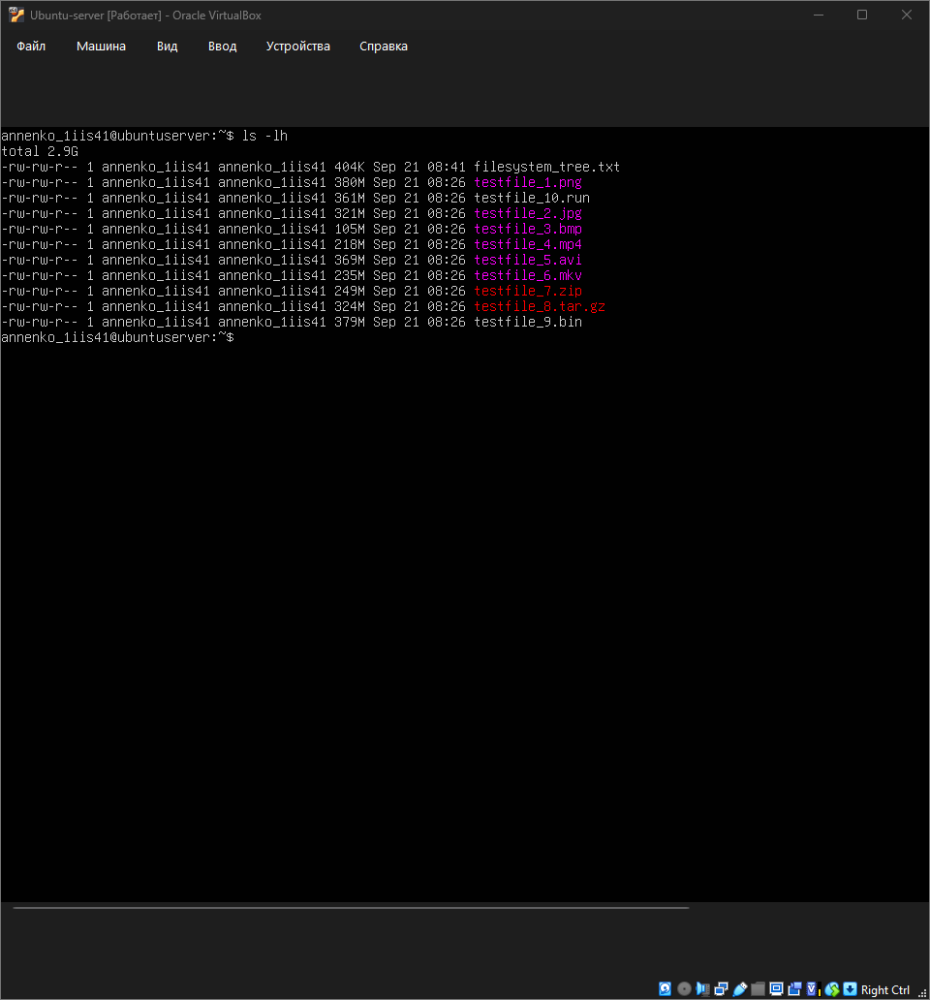 Ubuntu-server [Работает] - Oracle VirtualBox
Файл Машина Вид Ввод Устройства Справка
annenko_1iis41@ubuntuserver:~$ ls -lh
total 2.9G
-rw-rw-r-- 1 annenko_1iis41 annenko_1iis41 404K Sep 21 08:41 filesystem_tree.txt
-rw-rw-r-- 1 annenko_1iis41 annenko_1iis41 380M Sep 21 08:26 testfile_1.png
-rw-rw-r-- 1 annenko_1iis41 annenko_1iis41 361M Sep 21 08:26 testfile_10.run
-rw-rw-r-- 1 annenko_1iis41 annenko_1iis41 321M Sep 21 08:26 testfile_2.jpg
-rw-rw-r-- 1 annenko_1iis41 annenko_1iis41 105M Sep 21 08:26 testfile_3.bmp
-rw-rw-r-- 1 annenko_1iis41 annenko_1iis41 218M Sep 21 08:26 testfile_4.mp4
-rw-rw-r-- 1 annenko_1iis41 annenko_1iis41 369M Sep 21 08:26 testfile_5.avi
-rw-rw-r-- 1 annenko_1iis41 annenko_1iis41 235M Sep 21 08:26 testfile_6.mkv
-rw-rw-r-- 1 annenko_1iis41 annenko_1iis41 249M Sep 21 08:26 testfile_7.zip
-rw-rw-r-- 1 annenko_1iis41 annenko_1iis41 324M Sep 21 08:26 testfile_8.tar.gz
-rw-rw-r-- 1 annenko_1iis41 annenko_1iis41 379M Sep 21 08:26 testfile_9.bin
annenko_1iis41@ubuntuserver:~$
Right Ctrl